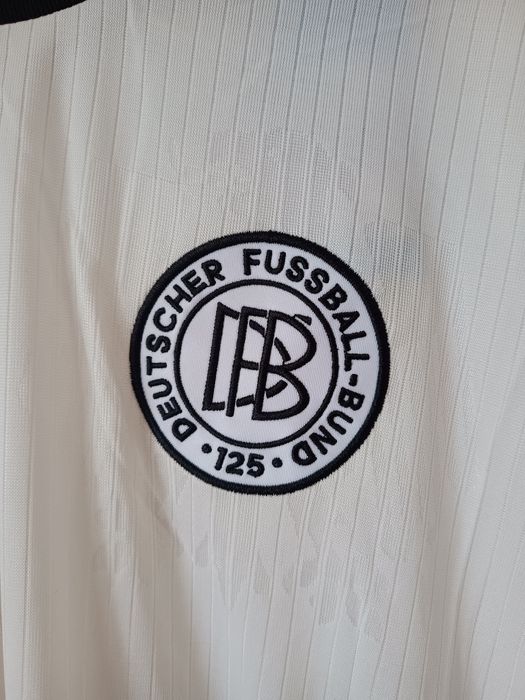 DEUTSCHER FUSSBALL-BUND
• 125 •
DFB